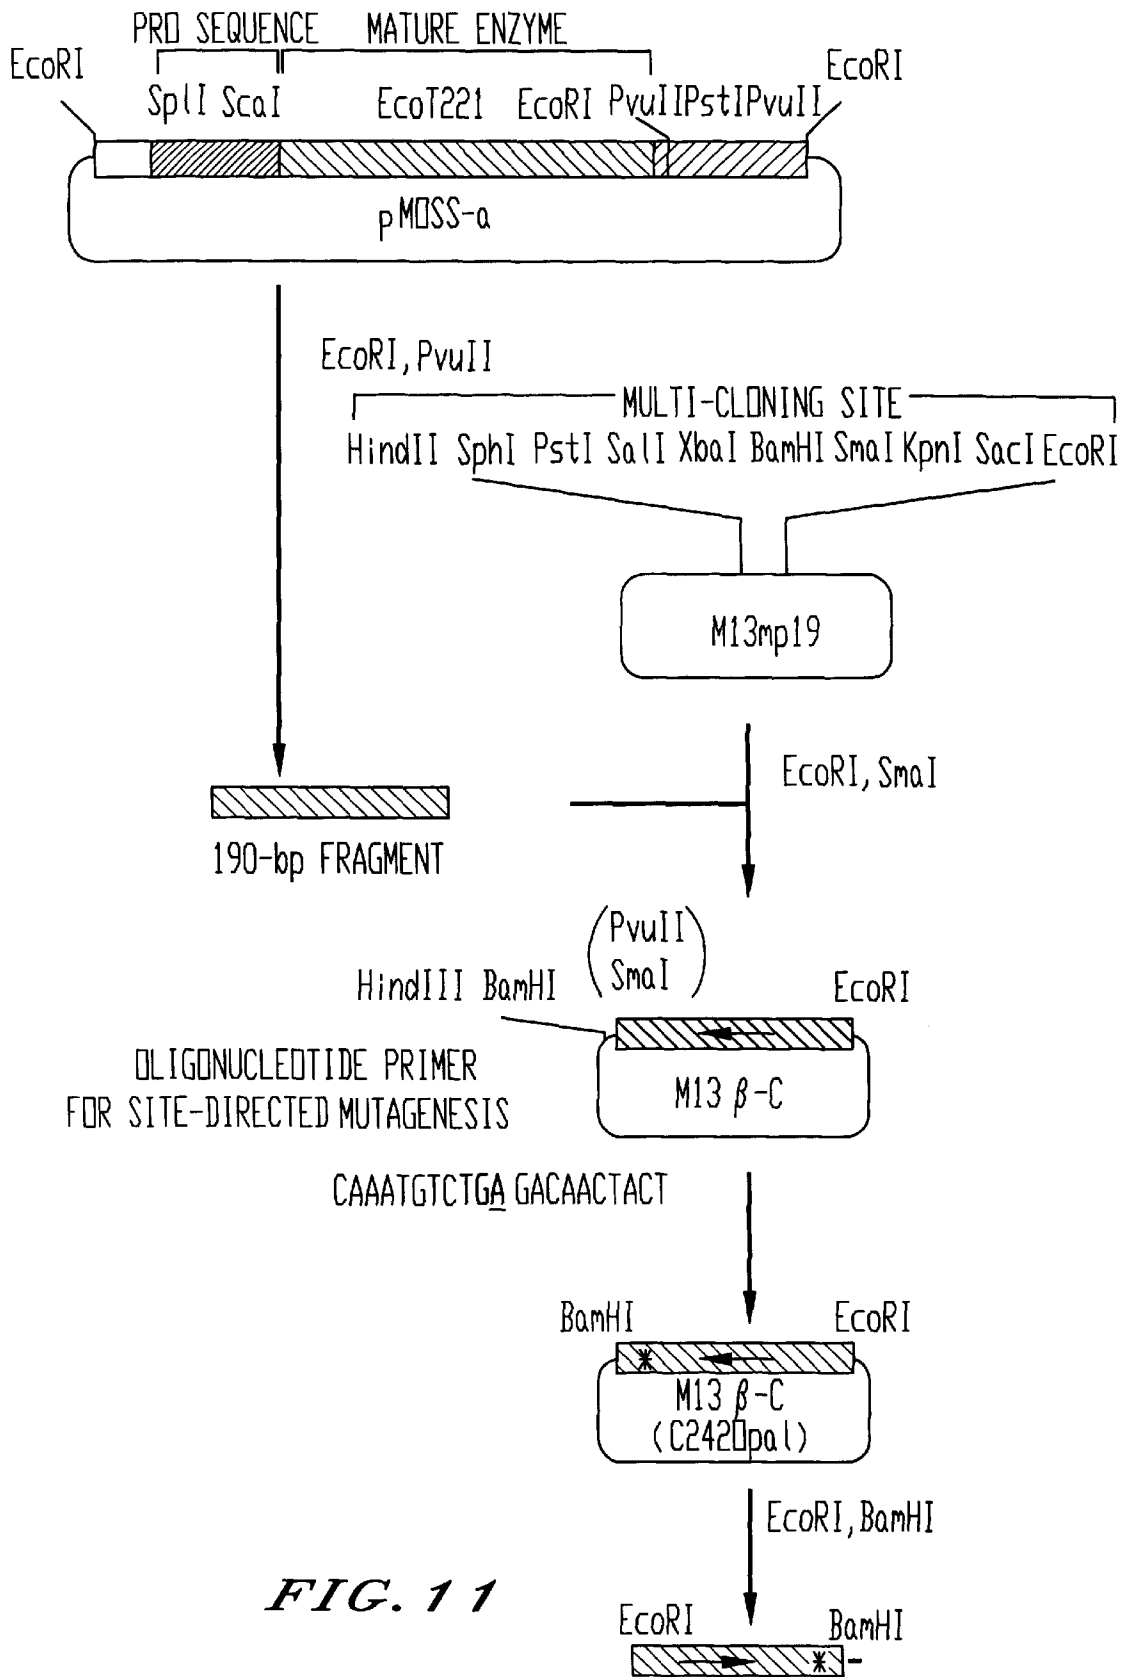 PRO SEQUENCE MATURE ENZYME
EcoRI EcoRI
SplI ScaI EcoT221 EcoRI PvuIIPstIPvuII
pMOSS-a
EcoRI, PvuII
MULTI-CLONING SITE
HindII SphI PstI SalI XbaI BamHI SmaI KpnI SacI EcoRI
M13mp19
EcoRI, SmaI
190-bp FRAGMENT
(PvuII
SmaI)
HindIII BamHI EcoRI
OLIGONUCLEOTIDE PRIMER
FOR SITE-DIRECTED MUTAGENESIS
M13 β-C
CAAATGTCTGA GACAACTACT
BamHI EcoRI
*
M13 β-C
(C242Opal)
EcoRI, BamHI
FIG. 11
EcoRI BamHI
* -